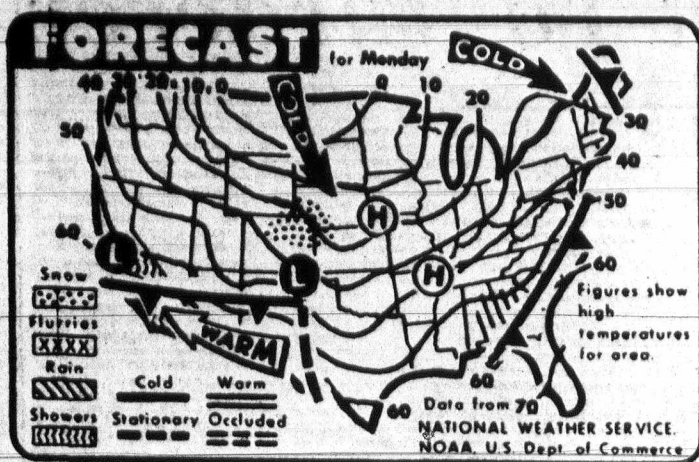 FORECAST for Monday
COLD
COLD
40 30 20 10 0 0 10 20
30
50
40
50
60
60
L
H
L
H
WARM
Snow
Flurries
Rain
Showers
Cold Warm
Stationary Occluded
Figures show
high
temperatures
for area.
60
60
70
Data from
NATIONAL WEATHER SERVICE,
NOAA, U.S. Dept. of Commerce